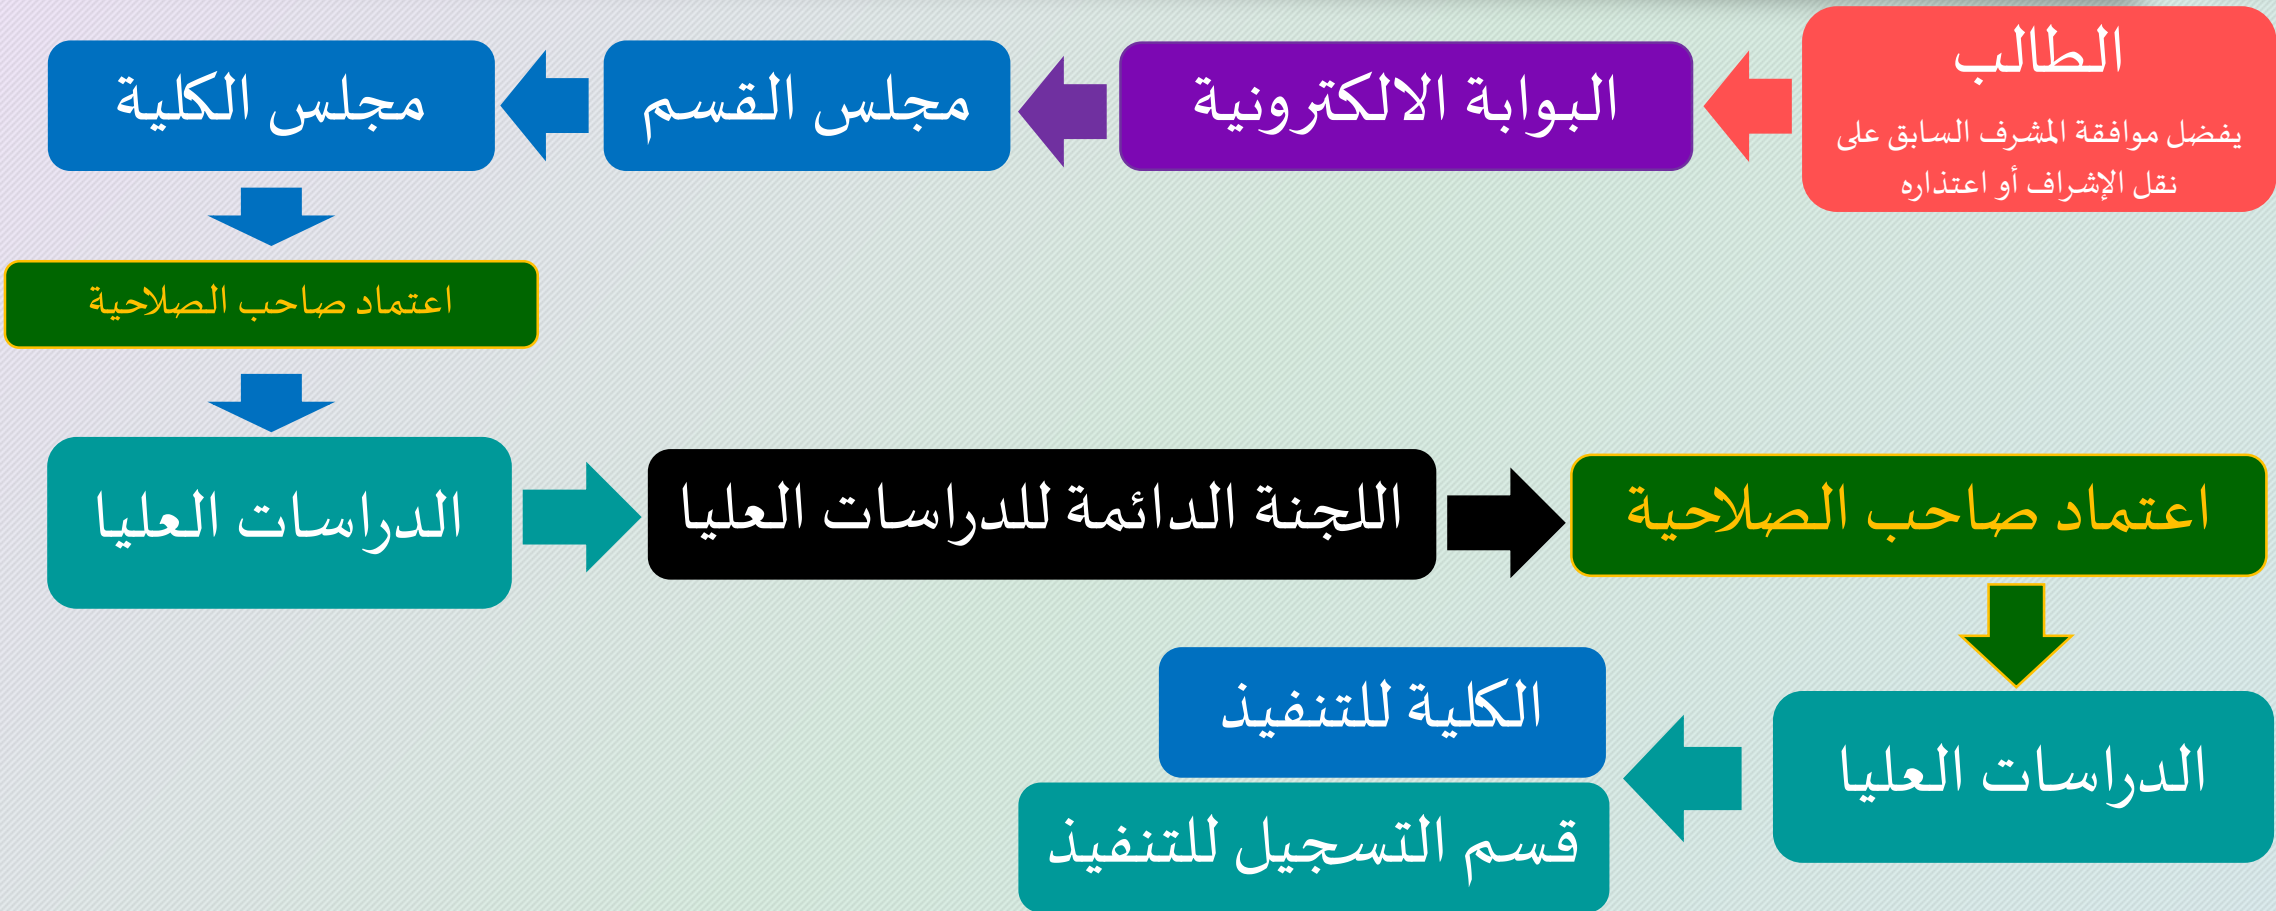 الطالب
يفضل موافقة المشرف السابق على
نقل الإشراف أو اعتذاره
البوابة الالكترونية
مجلس القسم
مجلس الكلية
اعتماد صاحب الصلاحية
الدراسات العليا
اللجنة الدائمة للدراسات العليا
اعتماد صاحب الصلاحية
الدراسات العليا
الكلية للتنفيذ
قسم التسجيل للتنفيذ